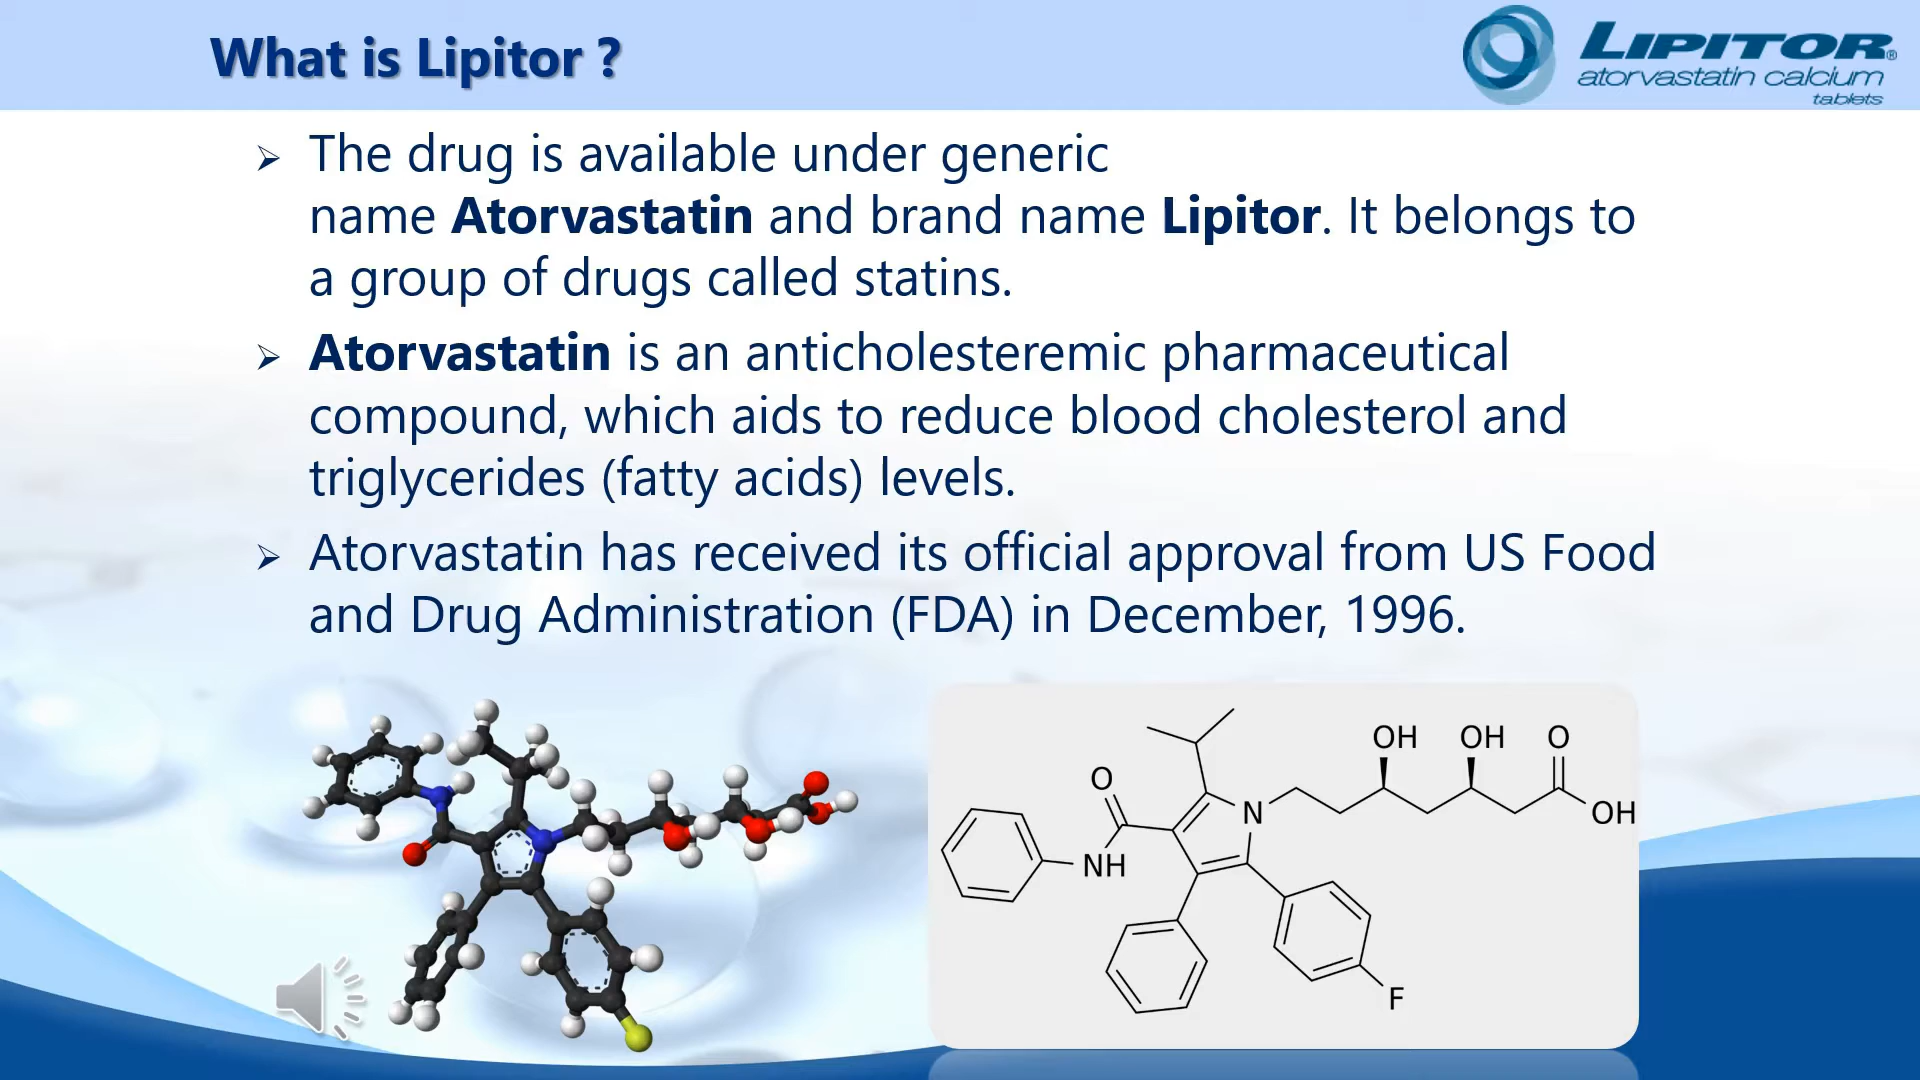 What is Lipitor ?
LIPITOR®
atorvastatin calcium
tablets
➢ The drug is available under generic
name Atorvastatin and brand name Lipitor. It belongs to
a group of drugs called statins.
➢ Atorvastatin is an anticholesteremic pharmaceutical
compound, which aids to reduce blood cholesterol and
triglycerides (fatty acids) levels.
➢ Atorvastatin has received its official approval from US Food
and Drug Administration (FDA) in December, 1996.
OH OH O
O
N OH
NH
F